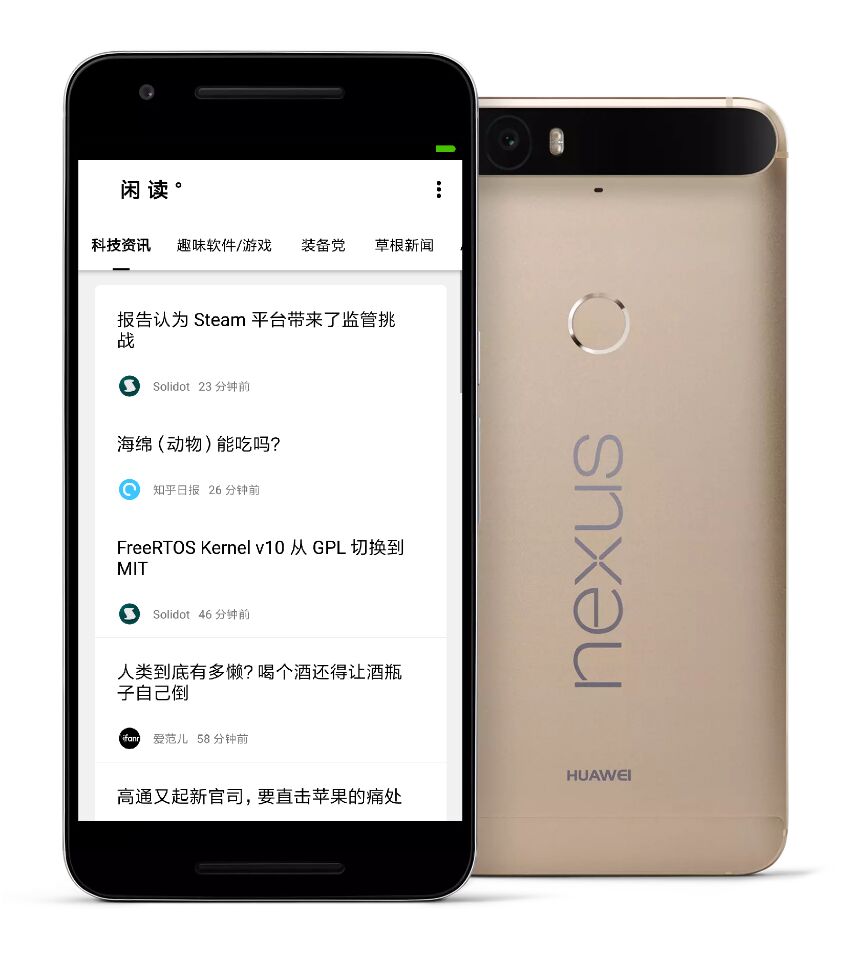 闲 读 °
科技资讯 趣味软件/游戏 装备党 草根新闻
报告认为 Steam 平台带来了监管挑
战
Solidot 23 分钟前
海绵（动物）能吃吗？
知乎日报 26 分钟前
FreeRTOS Kernel v10 从 GPL 切换到
MIT
Solidot 46 分钟前
人类到底有多懒？喝个酒还得让酒瓶
子自己倒
ifanr 爱范儿 58 分钟前
高通又起新官司，要直击苹果的痛处
nexus
HUAWEI